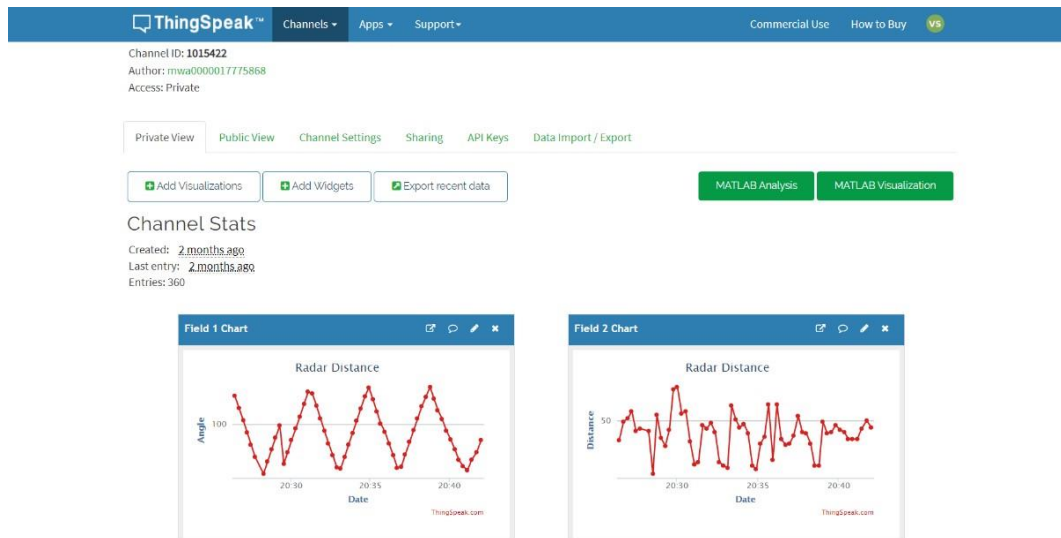 ThingSpeak™ Channels Apps Support Commercial Use How to Buy VS
Channel ID: 1015422
Author: mwa0000017775868
Access: Private
Private View Public View Channel Settings Sharing API Keys Data Import / Export
Add Visualizations Add Widgets Export recent data MATLAB Analysis MATLAB Visualization
Channel Stats
Created: 2 months ago
Last entry: 2 months ago
Entries: 360
Field 1 Chart
Radar Distance
Angle
100
20:30 20:35 20:40
Date
ThingSpeak.com
Field 2 Chart
Radar Distance
Distance
50
20:30 20:35 20:40
Date
ThingSpeak.com